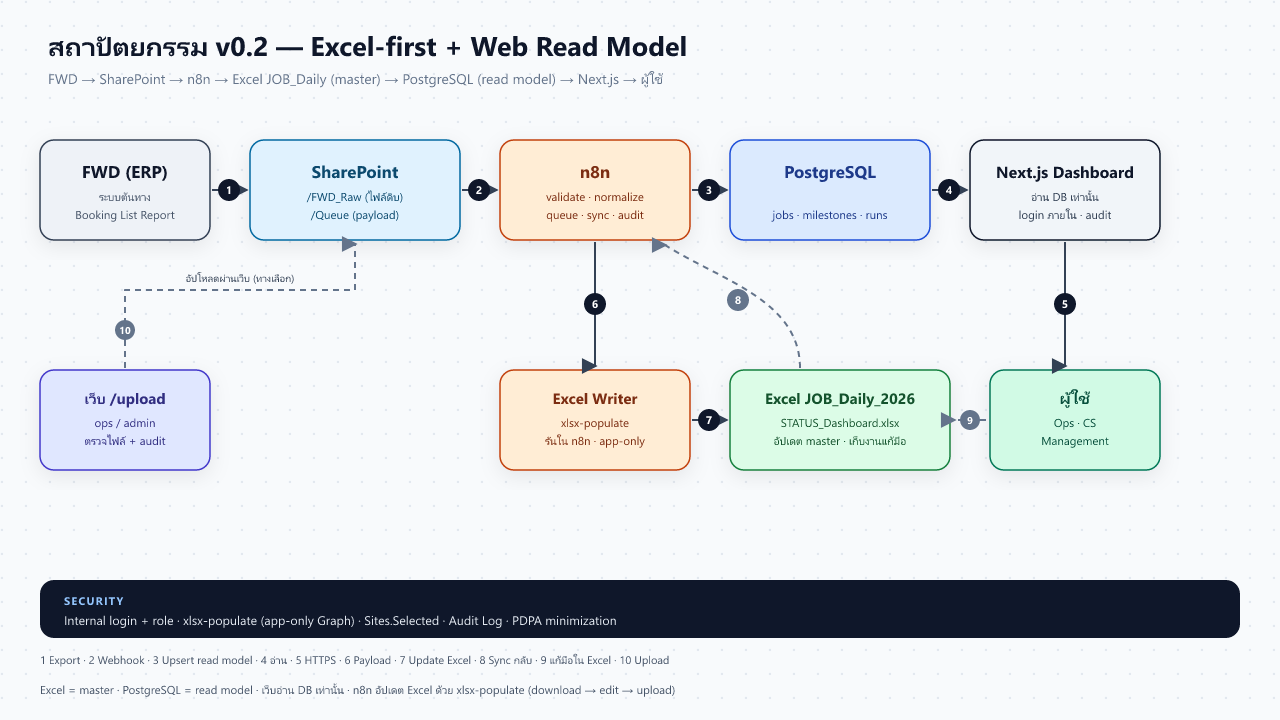 สถาปัตยกรรม v0.2 — Excel-first + Web Read Model
FWD → SharePoint → n8n → Excel JOB_Daily (master) → PostgreSQL (read model) → Next.js → ผู้ใช้
FWD (ERP)
ระบบต้นทาง
Booking List Report
1
SharePoint
/FWD_Raw (ไฟล์ดิบ)
/Queue (payload)
2
n8n
validate · normalize
queue · sync · audit
3
PostgreSQL
jobs · milestones · runs
4
Next.js Dashboard
อ่าน DB เท่านั้น
login ภายใน · audit
อัปโหลดผ่านเว็บ (ทางเลือก)
10
6
8
5
เว็บ /upload
ops / admin
ตรวจไฟล์ + audit
Excel Writer
xlsx-populate
รันใน n8n · app-only
7
Excel JOB_Daily_2026
STATUS_Dashboard.xlsx
อัปเดต master · เก็บงานแก้มือ
9
ผู้ใช้
Ops · CS
Management
SECURITY
Internal login + role · xlsx-populate (app-only Graph) · Sites.Selected · Audit Log · PDPA minimization
1 Export · 2 Webhook · 3 Upsert read model · 4 อ่าน · 5 HTTPS · 6 Payload · 7 Update Excel · 8 Sync กลับ · 9 แก้มือใน Excel · 10 Upload
Excel = master · PostgreSQL = read model · เว็บอ่าน DB เท่านั้น · n8n อัปเดต Excel ด้วย xlsx-populate (download → edit → upload)